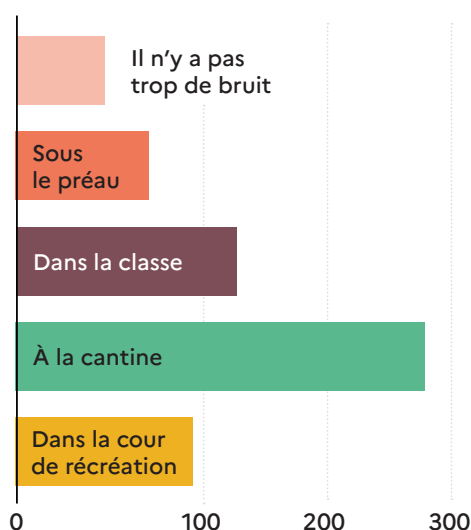 Il n'y a pas
trop de bruit
Sous
le préau
Dans la classe
À la cantine
Dans la cour
de récréation
0 100 200 300